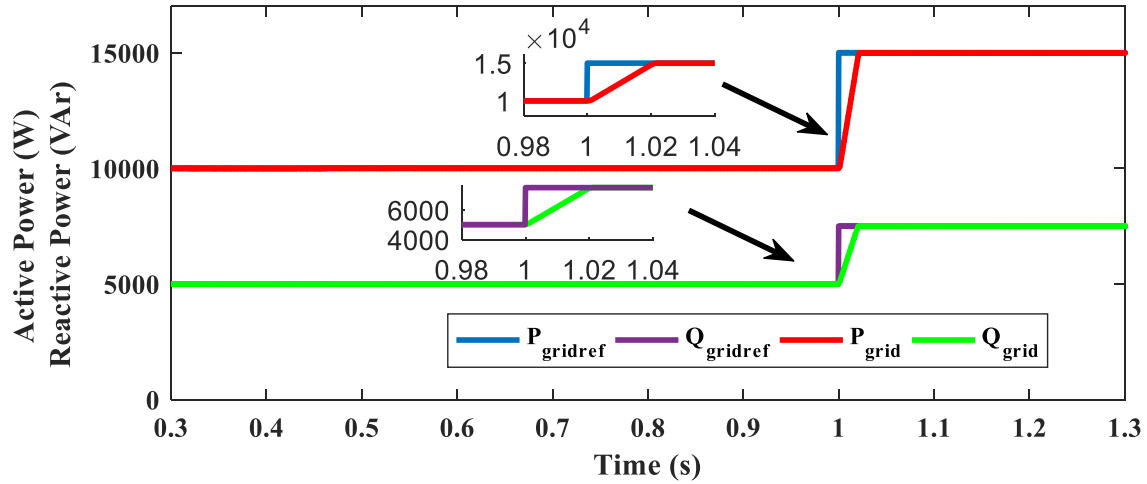 Active Power (W)
Reactive Power (VAr)
15000
10000
5000
0
×10⁴
1.5
1
0.98 1 1.02 1.04
6000
4000
0.98 1 1.02 1.04
P_gridref Q_gridref P_grid Q_grid
0.3 0.4 0.5 0.6 0.7 0.8 0.9 1 1.1 1.2 1.3
Time (s)